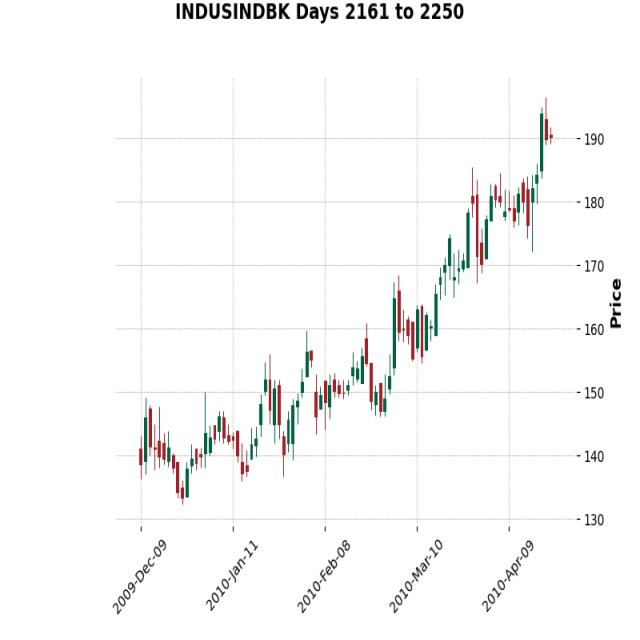 INDUSINDBK Days 2161 to 2250
190
180
170
160
150
140
130
Price
2009-Dec-09
2010-Jan-11
2010-Feb-08
2010-Mar-10
2010-Apr-09